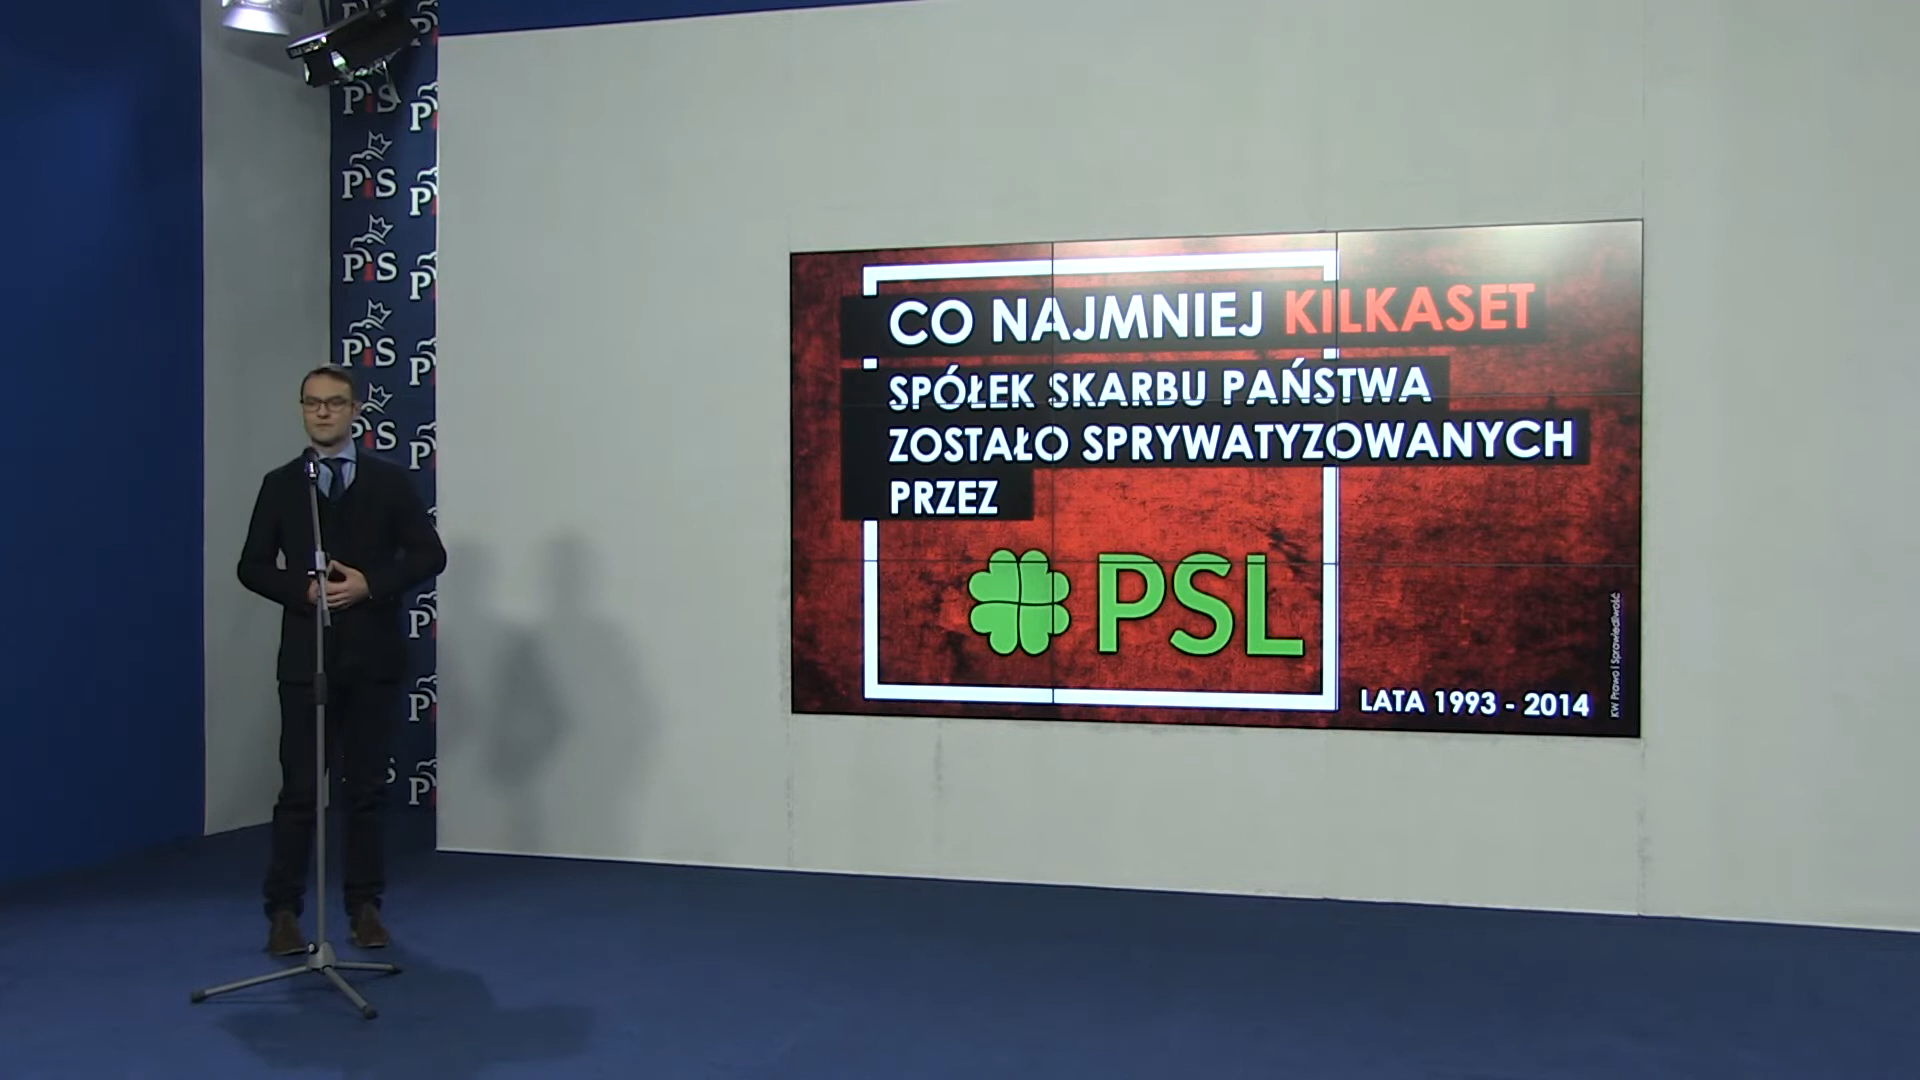 CO NAJMNIEJ KILKASET
SPÓŁEK SKARBU PAŃSTWA
ZOSTAŁO SPRYWATYZOWANYCH
PRZEZ
PSL
LATA 1993 - 2014
KW Prawo i Sprawiedliwość
PiS
PiS
PiS
PiS
PiS